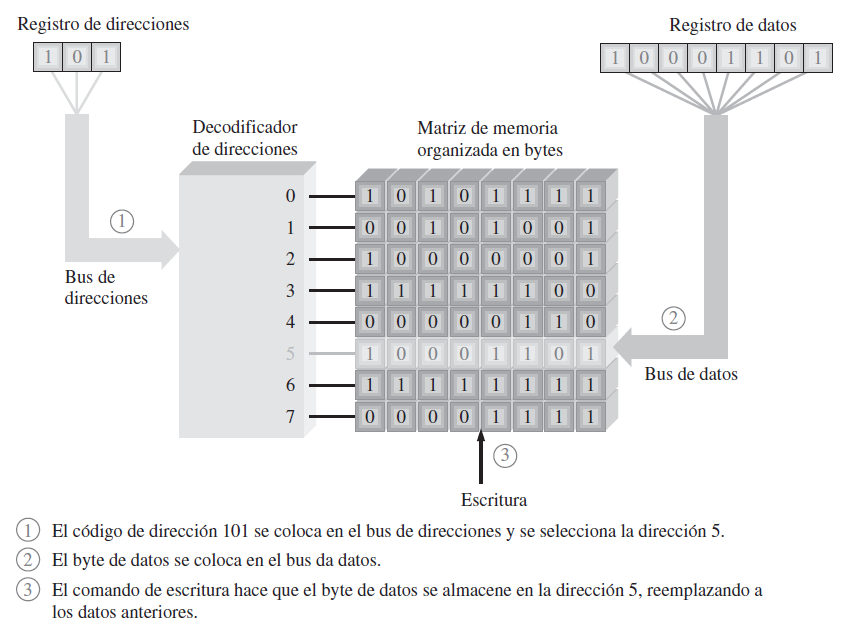 Registro de direcciones
1 0 1
Registro de datos
1 0 0 0 1 1 0 1
Decodificador
de direcciones
Matriz de memoria
organizada en bytes
0 1 0 1 0 1 1 1 1
1 0 0 1 0 1 0 0 1
2 1 0 0 0 0 0 0 1
3 1 1 1 1 1 1 0 0
4 0 0 0 0 0 1 1 0
5 1 0 0 0 1 1 0 1
6 1 1 1 1 1 1 1 1
7 0 0 0 0 1 1 1 1
1
Bus de
direcciones
2
Bus de datos
3
Escritura
1 El código de dirección 101 se coloca en el bus de direcciones y se selecciona la dirección 5.
2 El byte de datos se coloca en el bus da datos.
3 El comando de escritura hace que el byte de datos se almacene en la dirección 5, reemplazando a
los datos anteriores.